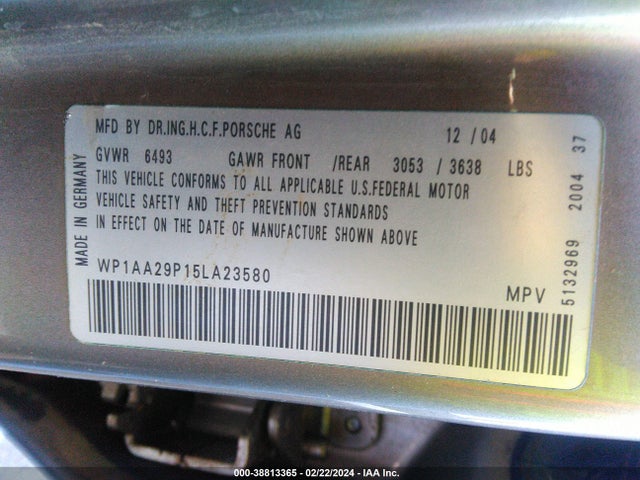 MFD BY DR.ING.H.C.F.PORSCHE AG 12 / 04
GVWR 6493 GAWR FRONT /REAR 3053 / 3638 LBS
THIS VEHICLE CONFORMS TO ALL APPLICABLE U.S.FEDERAL MOTOR
VEHICLE SAFETY AND THEFT PREVENTION STANDARDS
IN EFFECT ON THE DATE OF MANUFACTURE SHOWN ABOVE
WP1AA29P15LA23580
MPV
MADE IN GERMANY
5132969 2004 37
000-38813365 - 02/22/2024 - IAA Inc.